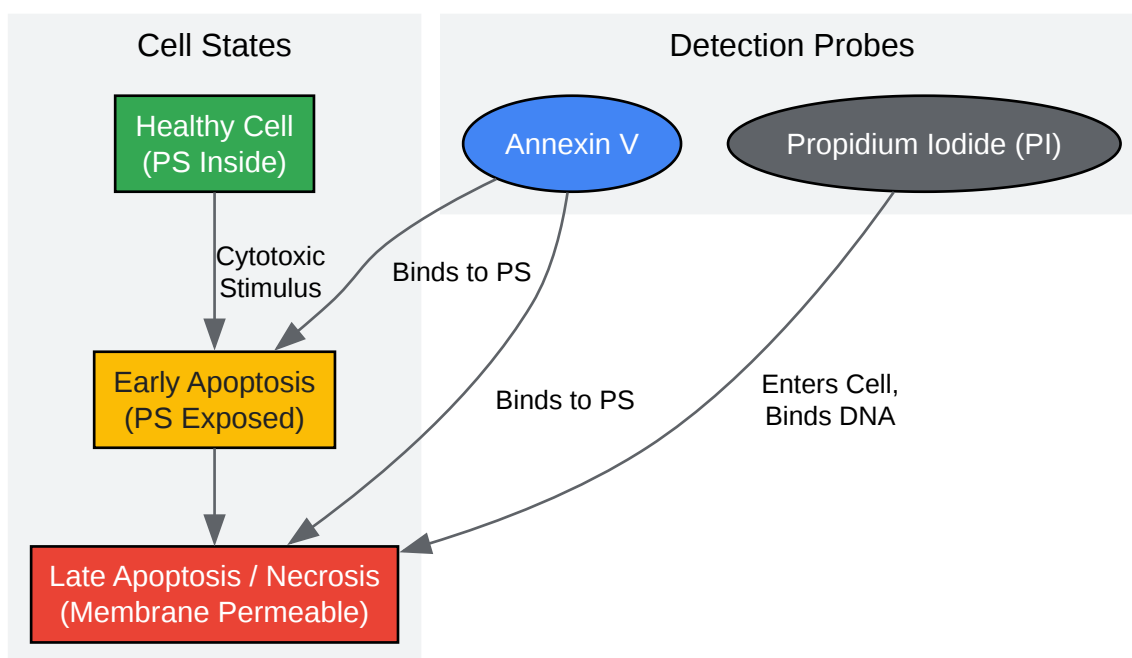 Cell States
Detection Probes
Healthy Cell
(PS Inside)
Annexin V
Propidium Iodide (PI)
Cytotoxic
Stimulus
Binds to PS
Early Apoptosis
(PS Exposed)
Binds to PS
Enters Cell,
Binds DNA
Late Apoptosis / Necrosis
(Membrane Permeable)